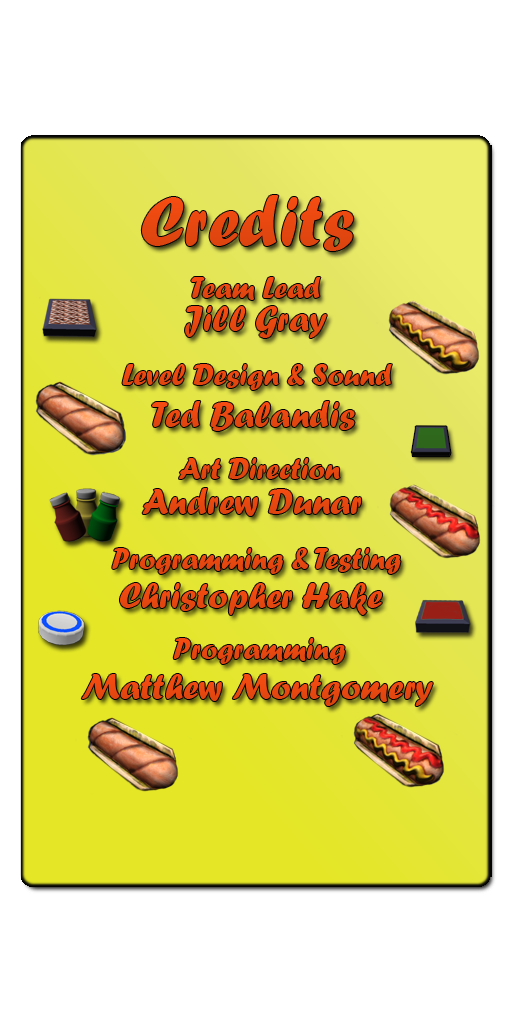 Credits
Team Lead
Jill Gray
Level Design & Sound
Ted Balandis
Art Direction
Andrew Dunar
Programming & Testing
Christopher Hake
Programming
Matthew Montgomery